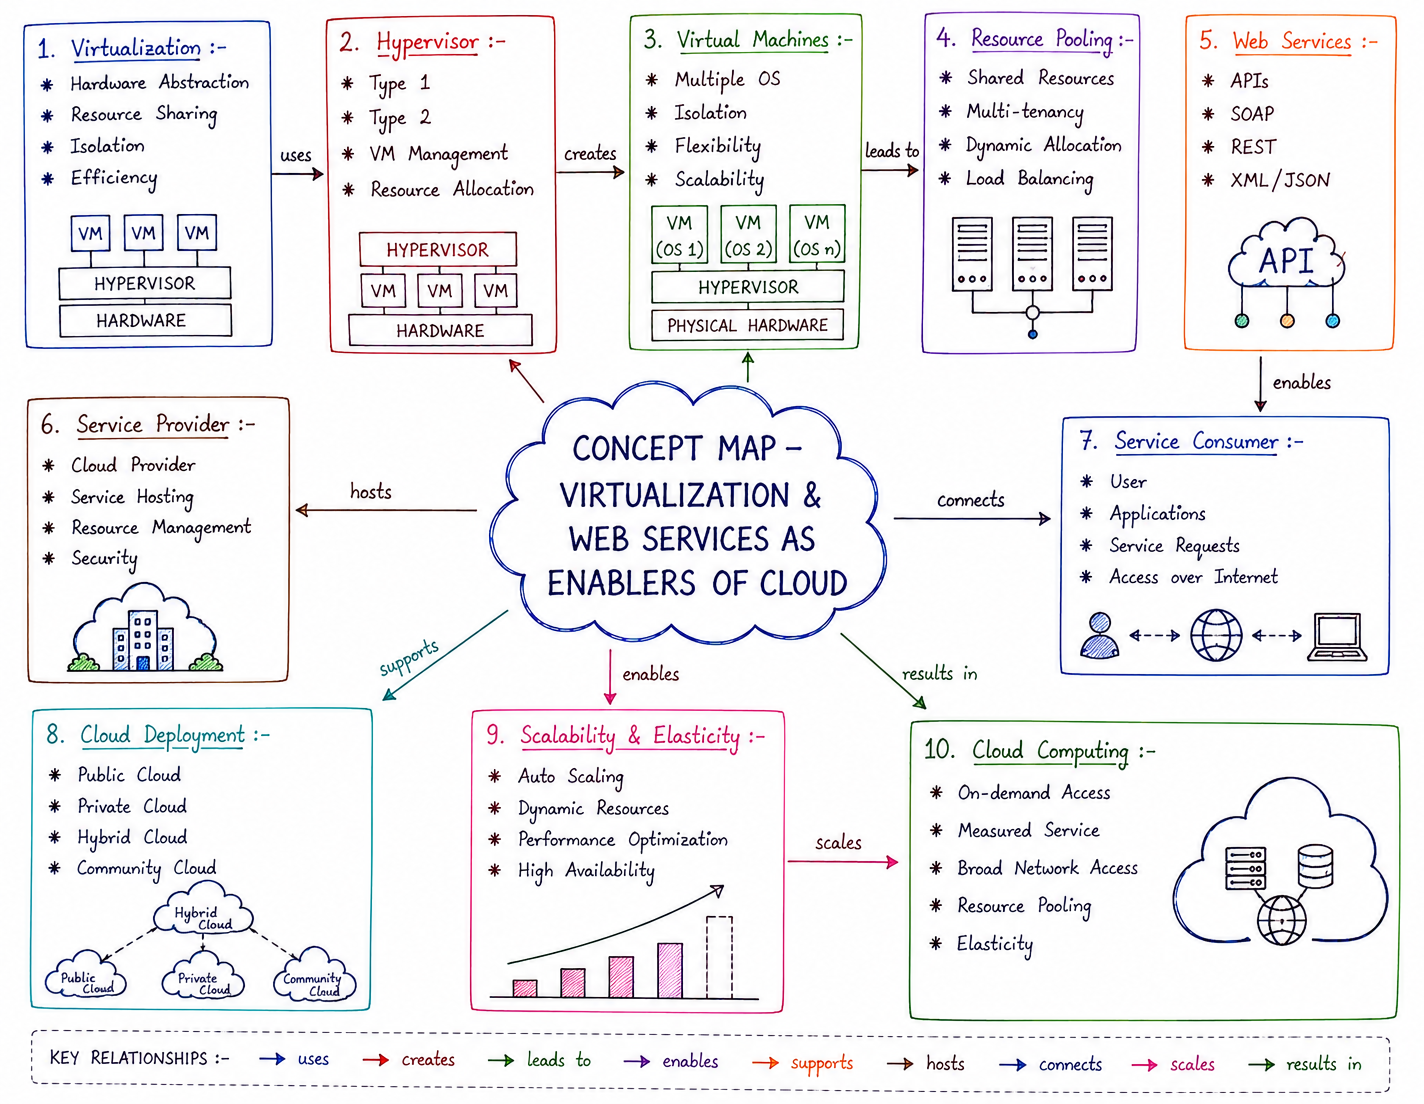 1. Virtualization :-
* Hardware Abstraction
* Resource Sharing
* Isolation
* Efficiency
VM VM VM
HYPERVISOR
HARDWARE
uses
2. Hypervisor :-
* Type 1
* Type 2
* VM Management
* Resource Allocation
HYPERVISOR
VM VM VM
HARDWARE
creates
3. Virtual Machines :-
* Multiple OS
* Isolation
* Flexibility
* Scalability
VM VM VM
(OS 1) (OS 2) (OS n)
HYPERVISOR
PHYSICAL HARDWARE
leads to
4. Resource Pooling :-
* Shared Resources
* Multi-tenancy
* Dynamic Allocation
* Load Balancing
5. Web Services :-
* APIs
* SOAP
* REST
* XML/JSON
API
enables
6. Service Provider :-
* Cloud Provider
* Service Hosting
* Resource Management
* Security
hosts
CONCEPT MAP –
VIRTUALIZATION &
WEB SERVICES AS
ENABLERS OF CLOUD
connects
7. Service Consumer :-
* User
* Applications
* Service Requests
* Access over Internet
supports
enables
results in
8. Cloud Deployment :-
* Public Cloud
* Private Cloud
* Hybrid Cloud
* Community Cloud
Hybrid
Cloud
Public
Cloud
Private
Cloud
Community
Cloud
9. Scalability & Elasticity :-
* Auto Scaling
* Dynamic Resources
* Performance Optimization
* High Availability
scales
10. Cloud Computing :-
* On-demand Access
* Measured Service
* Broad Network Access
* Resource Pooling
* Elasticity
KEY RELATIONSHIPS :- → uses → creates → leads to → enables → supports → hosts → connects → scales → results in